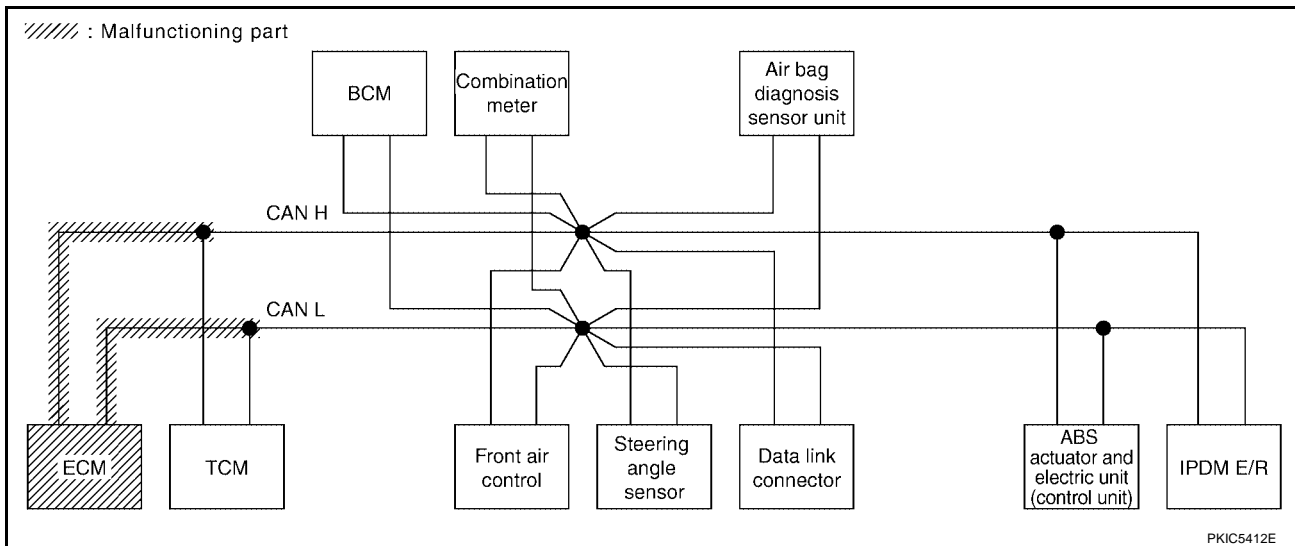 : Malfunctioning part
BCM
Combination
meter
Air bag
diagnosis
sensor unit
CAN H
CAN L
ECM
TCM
Front air
control
Steering
angle
sensor
Data link
connector
ABS
actuator and
electric unit
(control unit)
IPDM E/R
PKIC5412E